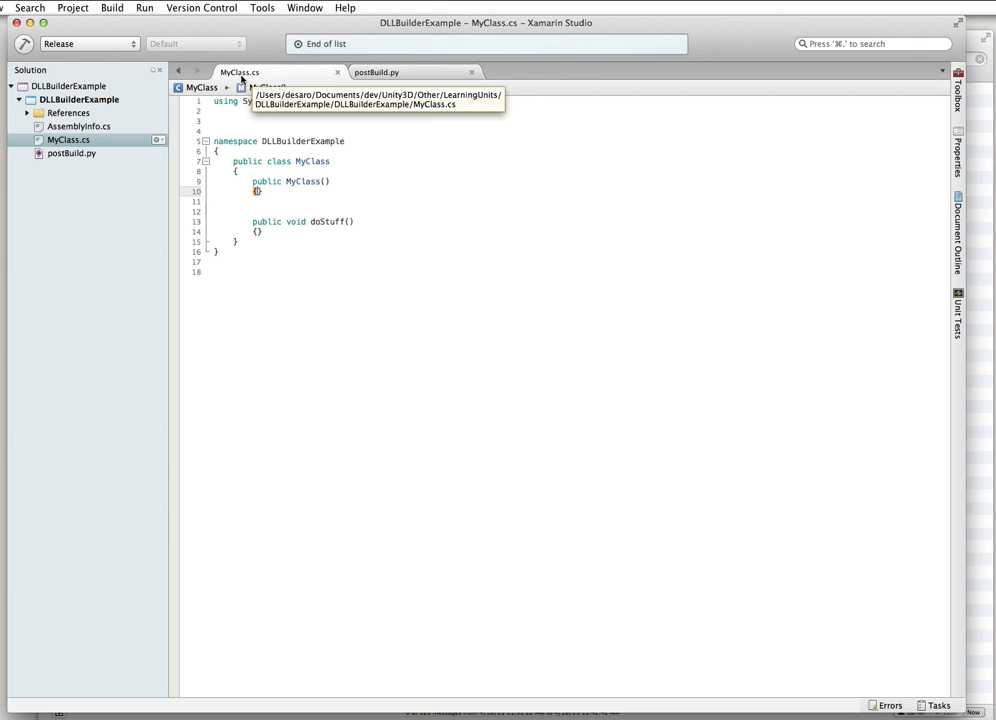 Search Project Build Run Version Control Tools Window Help
DLLBuilderExample – MyClass.cs – Xamarin Studio
Release Default End of list Press '⌘.' to search
Solution MyClass.cs postBuild.py
DLLBuilderExample
MyClass
DLLBuilderExample
References
AssemblyInfo.cs
MyClass.cs
postBuild.py
/Users/desaro/Documents/dev/Unity3D/Other/LearningUnits/
DLLBuilderExample/DLLBuilderExample/MyClass.cs
1 using
2
3
4
5 namespace DLLBuilderExample
6 {
7 public class MyClass
8 {
9 public MyClass()
10 {}
11
12
13 public void doStuff()
14 {}
15 }
16 }
17
18
Toolbox
Properties
Document Outline
Unit Tests
Errors Tasks
Now